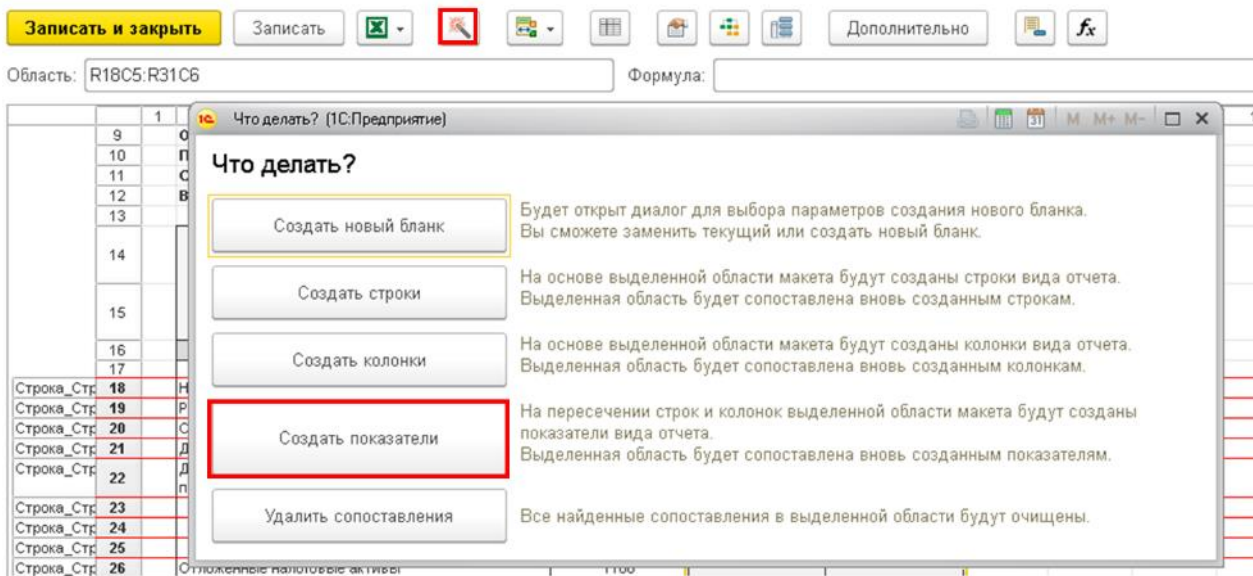 Записать и закрыть Записать Дополнительно fx
Область: R18C5:R31C6 Формула:
1
1С Что делать? (1С:Предприятие) 31 M M+ M-
9 О
10 П
11 С
12 В
13
14
15
16
17
Что делать?
Создать новый бланк
Будет открыт диалог для выбора параметров создания нового бланка.
Вы сможете заменить текущий или создать новый бланк.
Создать строки
На основе выделенной области макета будут созданы строки вида отчета.
Выделенная область будет сопоставлена вновь созданным строкам.
Создать колонки
На основе выделенной области макета будут созданы колонки вида отчета.
Выделенная область будет сопоставлена вновь созданным колонкам.
Создать показатели
На пересечении строк и колонок выделенной области макета будут созданы
показатели вида отчета.
Выделенная область будет сопоставлена вновь созданным показателям.
Удалить сопоставления
Все найденные сопоставления в выделенной области будут очищены.
Строка_Стр 18 Н
Строка_Стр 19 Р
Строка_Стр 20 С
Строка_Стр 21 Д
Строка_Стр 22 Д
п
Строка_Стр 23
Строка_Стр 24
Строка_Стр 25
Строка_Стр 26 Отложенные налоговые активы 1160